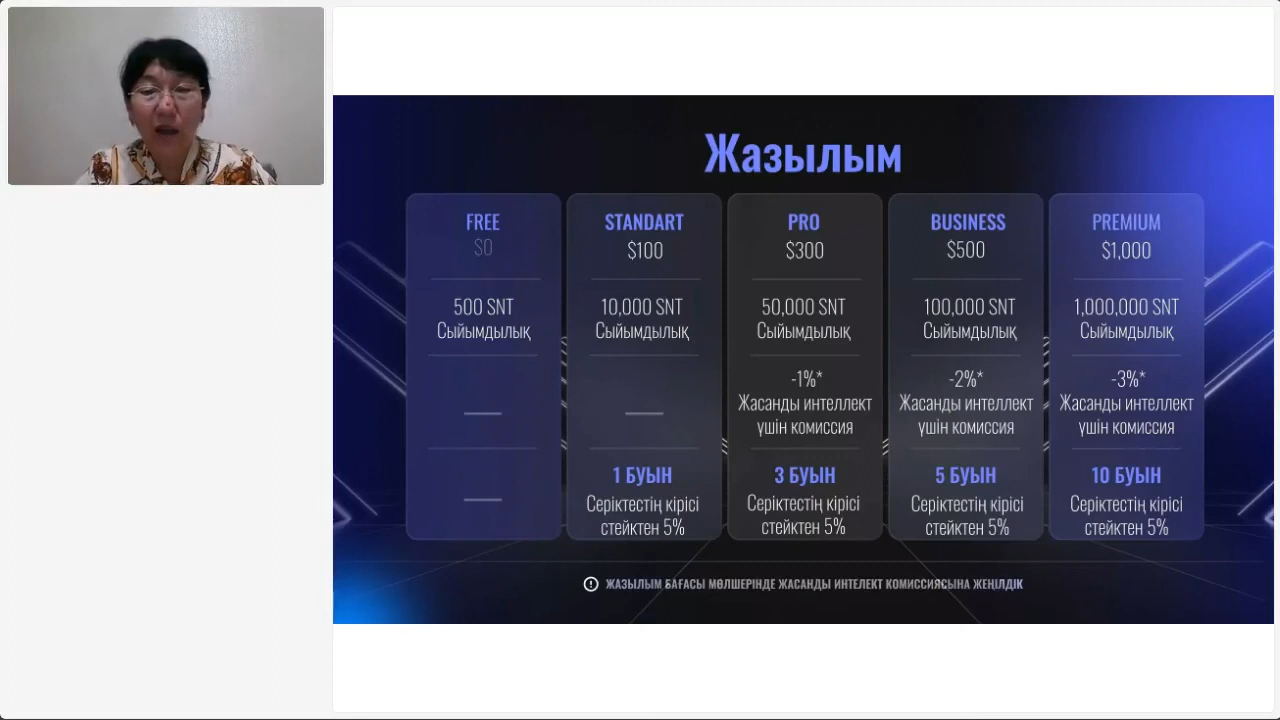 Жазылым
FREE
$0
500 SNT
Сыйымдылық
STANDART
$100
10,000 SNT
Сыйымдылық
1 БУЫН
Серіктестің кірісі
стейктен 5%
PRO
$300
50,000 SNT
Сыйымдылық
-1%*
Жасанды интеллект
үшін комиссия
3 БУЫН
Серіктестің кірісі
стейктен 5%
BUSINESS
$500
100,000 SNT
Сыйымдылық
-2%*
Жасанды интеллект
үшін комиссия
5 БУЫН
Серіктестің кірісі
стейктен 5%
PREMIUM
$1,000
1,000,000 SNT
Сыйымдылық
-3%*
Жасанды интеллект
үшін комиссия
10 БУЫН
Серіктестің кірісі
стейктен 5%
ЖАЗЫЛЫМ БАҒАСЫ МӨЛШЕРІНДЕ ЖАСАНДЫ ИНТЕЛЕКТ КОМИССИЯСЫНА ЖЕҢІЛДІК